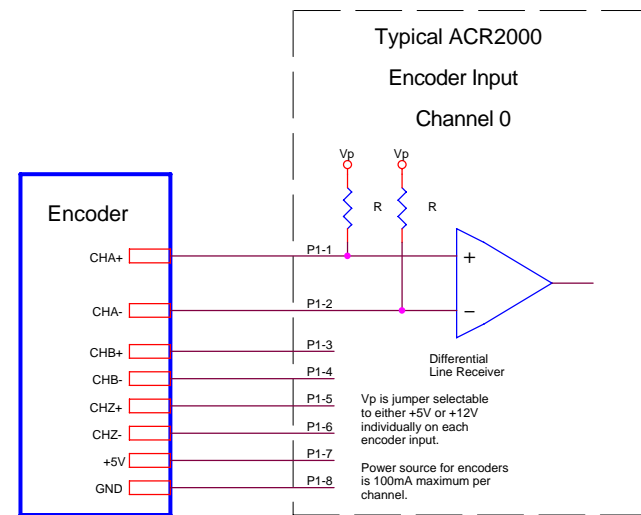 Typical ACR2000
Encoder Input
Channel 0
Vp
Vp
R
R
Encoder
CHA+
P1-1
+
CHA-
P1-2
−
CHB+
P1-3
CHB-
P1-4
CHZ+
P1-5
CHZ-
P1-6
+5V
P1-7
GND
P1-8
Differential
Line Receiver
Vp is jumper selectable
to either +5V or +12V
individually on each
encoder input.
Power source for encoders
is 100mA maximum per
channel.